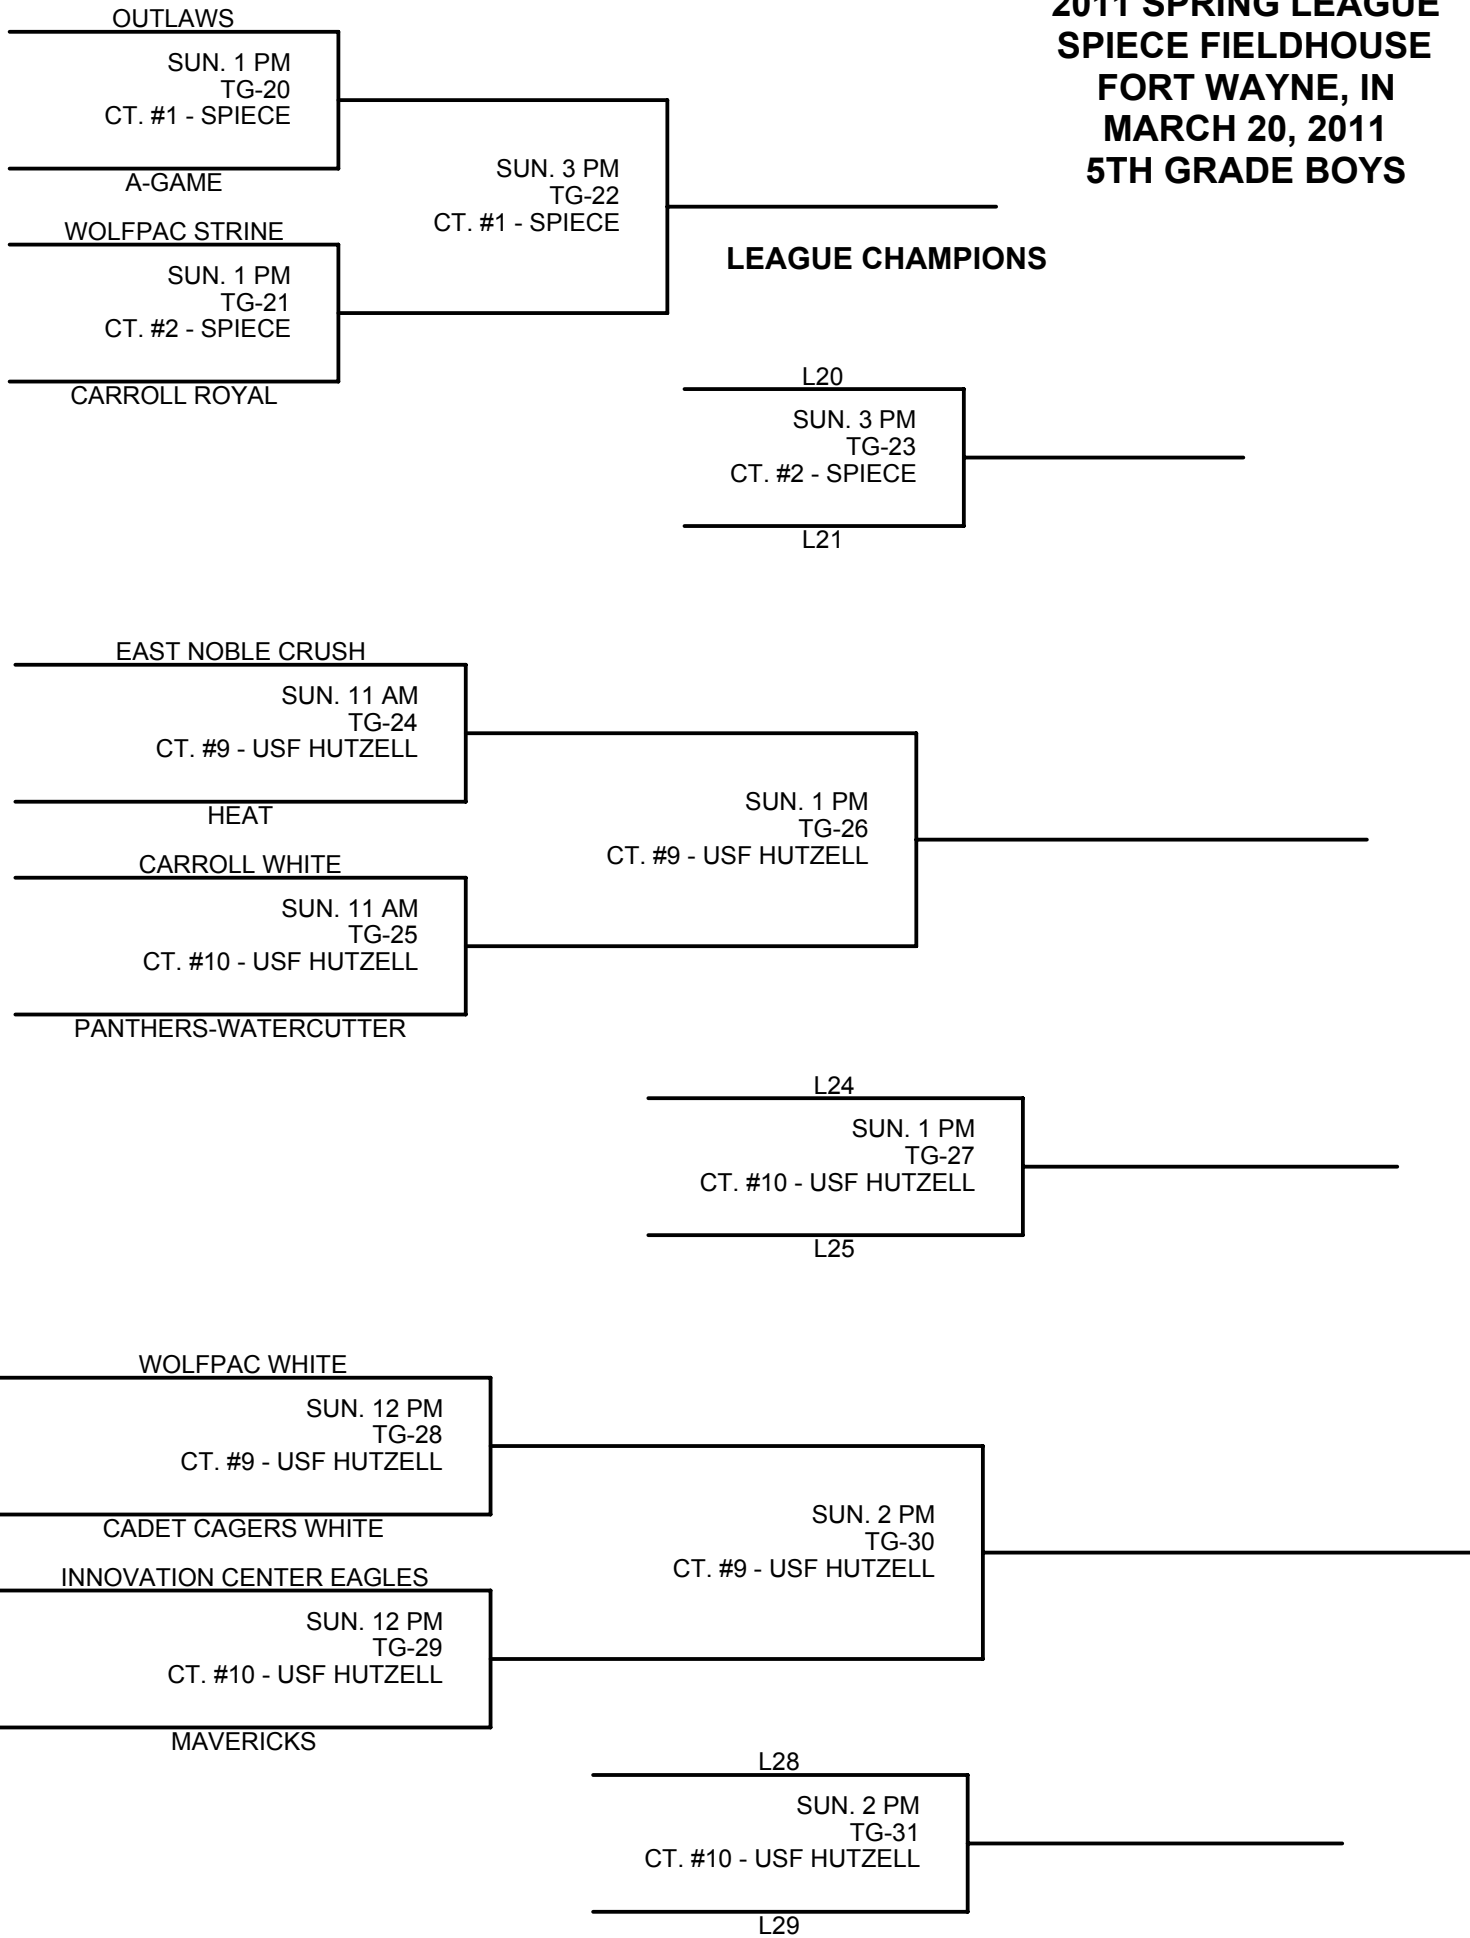 2011 SPRING LEAGUE
SPIECE FIELDHOUSE
FORT WAYNE, IN
MARCH 20, 2011
5TH GRADE BOYS
OUTLAWS
SUN. 1 PM
TG-20
CT. #1 - SPIECE
A-GAME
WOLFPAC STRINE
SUN. 1 PM
TG-21
CT. #2 - SPIECE
CARROLL ROYAL
SUN. 3 PM
TG-22
CT. #1 - SPIECE
LEAGUE CHAMPIONS
L20
SUN. 3 PM
TG-23
CT. #2 - SPIECE
L21
EAST NOBLE CRUSH
SUN. 11 AM
TG-24
CT. #9 - USF HUTZELL
HEAT
CARROLL WHITE
SUN. 11 AM
TG-25
CT. #10 - USF HUTZELL
PANTHERS-WATERCUTTER
SUN. 1 PM
TG-26
CT. #9 - USF HUTZELL
L24
SUN. 1 PM
TG-27
CT. #10 - USF HUTZELL
L25
WOLFPAC WHITE
SUN. 12 PM
TG-28
CT. #9 - USF HUTZELL
CADET CAGERS WHITE
INNOVATION CENTER EAGLES
SUN. 12 PM
TG-29
CT. #10 - USF HUTZELL
MAVERICKS
SUN. 2 PM
TG-30
CT. #9 - USF HUTZELL
L28
SUN. 2 PM
TG-31
CT. #10 - USF HUTZELL
L29